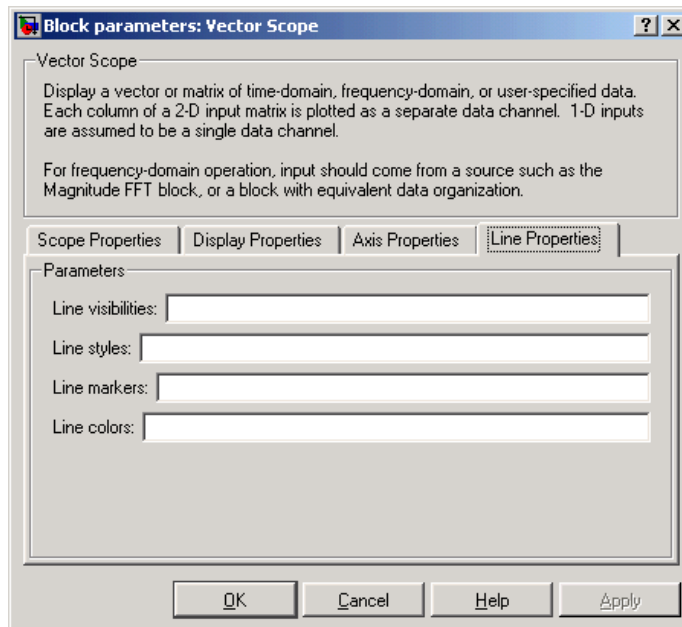 Block parameters: Vector Scope
Vector Scope
Display a vector or matrix of time-domain, frequency-domain, or user-specified data.
Each column of a 2-D input matrix is plotted as a separate data channel. 1-D inputs
are assumed to be a single data channel.
For frequency-domain operation, input should come from a source such as the
Magnitude FFT block, or a block with equivalent data organization.
Scope Properties Display Properties Axis Properties Line Properties
Parameters
Line visibilities:
Line styles:
Line markers:
Line colors:
OK Cancel Help Apply